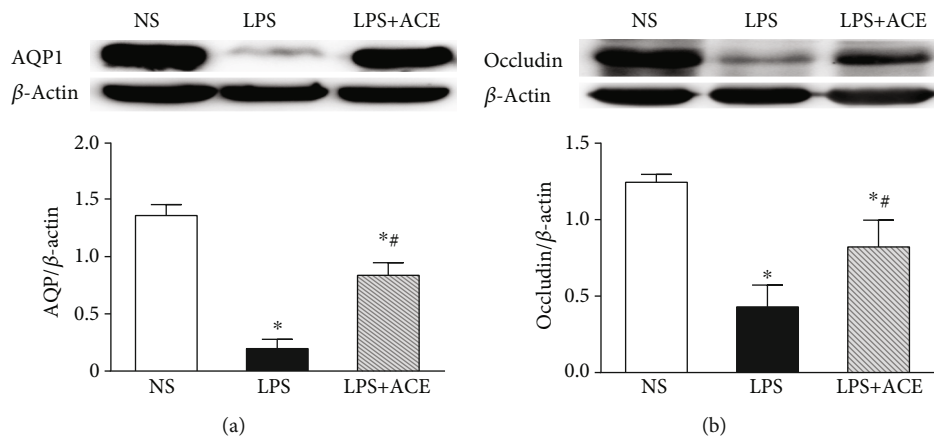 NS LPS LPS+ACE
AQP1
β-Actin
2.0
1.5
1.0
0.5
0
AQP/β-actin
*
*#
NS LPS LPS+ACE
(a)
NS LPS LPS+ACE
Occludin
β-Actin
1.5
1.0
0.5
0.0
Occludin/β-actin
*
*#
NS LPS LPS+ACE
(b)